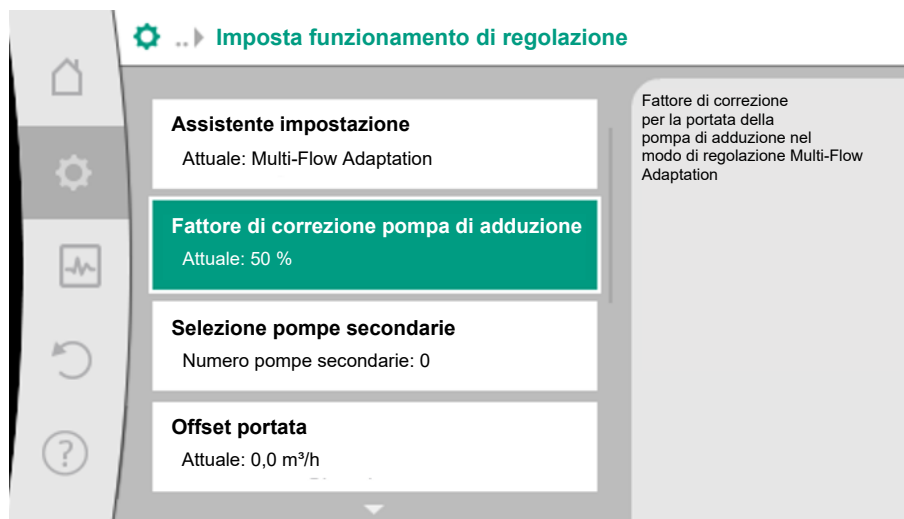 ..▸ Imposta funzionamento di regolazione
Assistente impostazione
Attuale: Multi-Flow Adaptation
Fattore di correzione pompa di adduzione
Attuale: 50 %
Selezione pompe secondarie
Numero pompe secondarie: 0
Offset portata
Attuale: 0,0 m³/h
Fattore di correzione
per la portata della
pompa di adduzione nel
modo di regolazione Multi-Flow
Adaptation
?